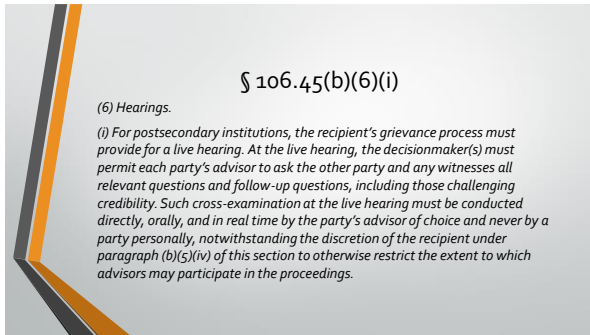 § 106.45(b)(6)(i)
(6) Hearings.
(i) For postsecondary institutions, the recipient's grievance process must
provide for a live hearing. At the live hearing, the decisionmaker(s) must
permit each party's advisor to ask the other party and any witnesses all
relevant questions and follow-up questions, including those challenging
credibility. Such cross-examination at the live hearing must be conducted
directly, orally, and in real time by the party's advisor of choice and never by a
party personally, notwithstanding the discretion of the recipient under
paragraph (b)(5)(iv) of this section to otherwise restrict the extent to which
advisors may participate in the proceedings.